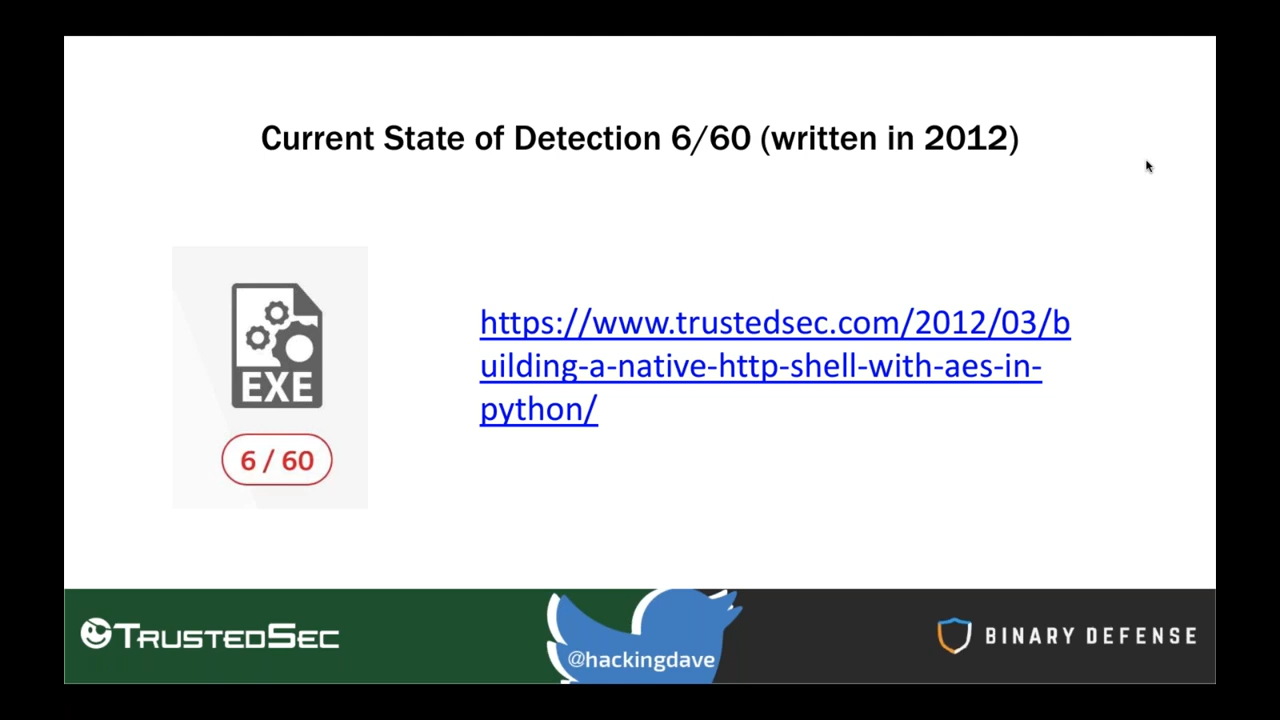 Current State of Detection 6/60 (written in 2012)
EXE
6 / 60
https://www.trustedsec.com/2012/03/b
uilding-a-native-http-shell-with-aes-in-
python/
TRUSTEDSEC
@hackingdave
BINARY DEFENSE